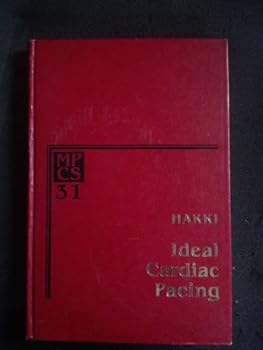 MP
CS
31
HAKKI
Ideal
Cardiac
Pacing